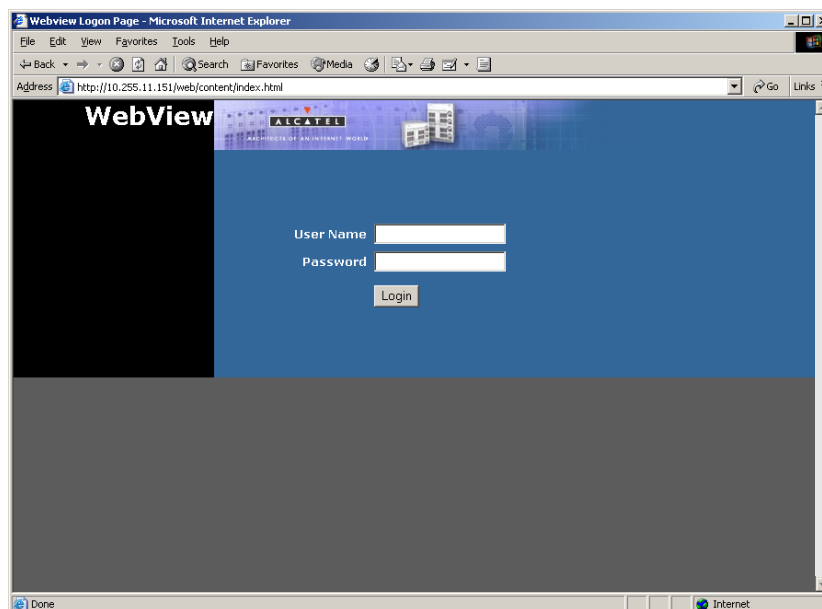 Webview Logon Page - Microsoft Internet Explorer
File Edit View Favorites Tools Help
Back Search Favorites Media
Address http://10.255.11.151/web/content/index.html Go Links
WebView
ALCATEL
ARCHITECTS OF AN INTERNET WORLD
User Name
Password
Login
Done Internet